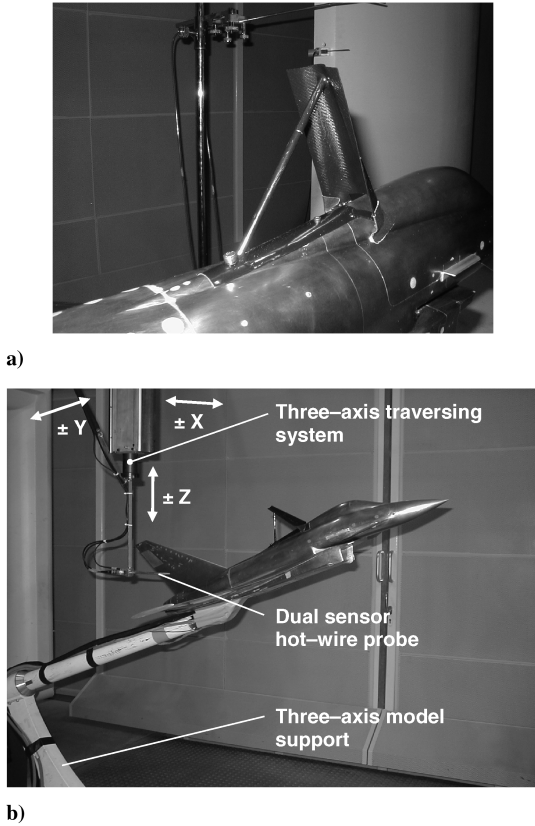 a)
± Y
± X
Three–axis traversing
system
± Z
Dual sensor
hot–wire probe
Three–axis model
support
b)